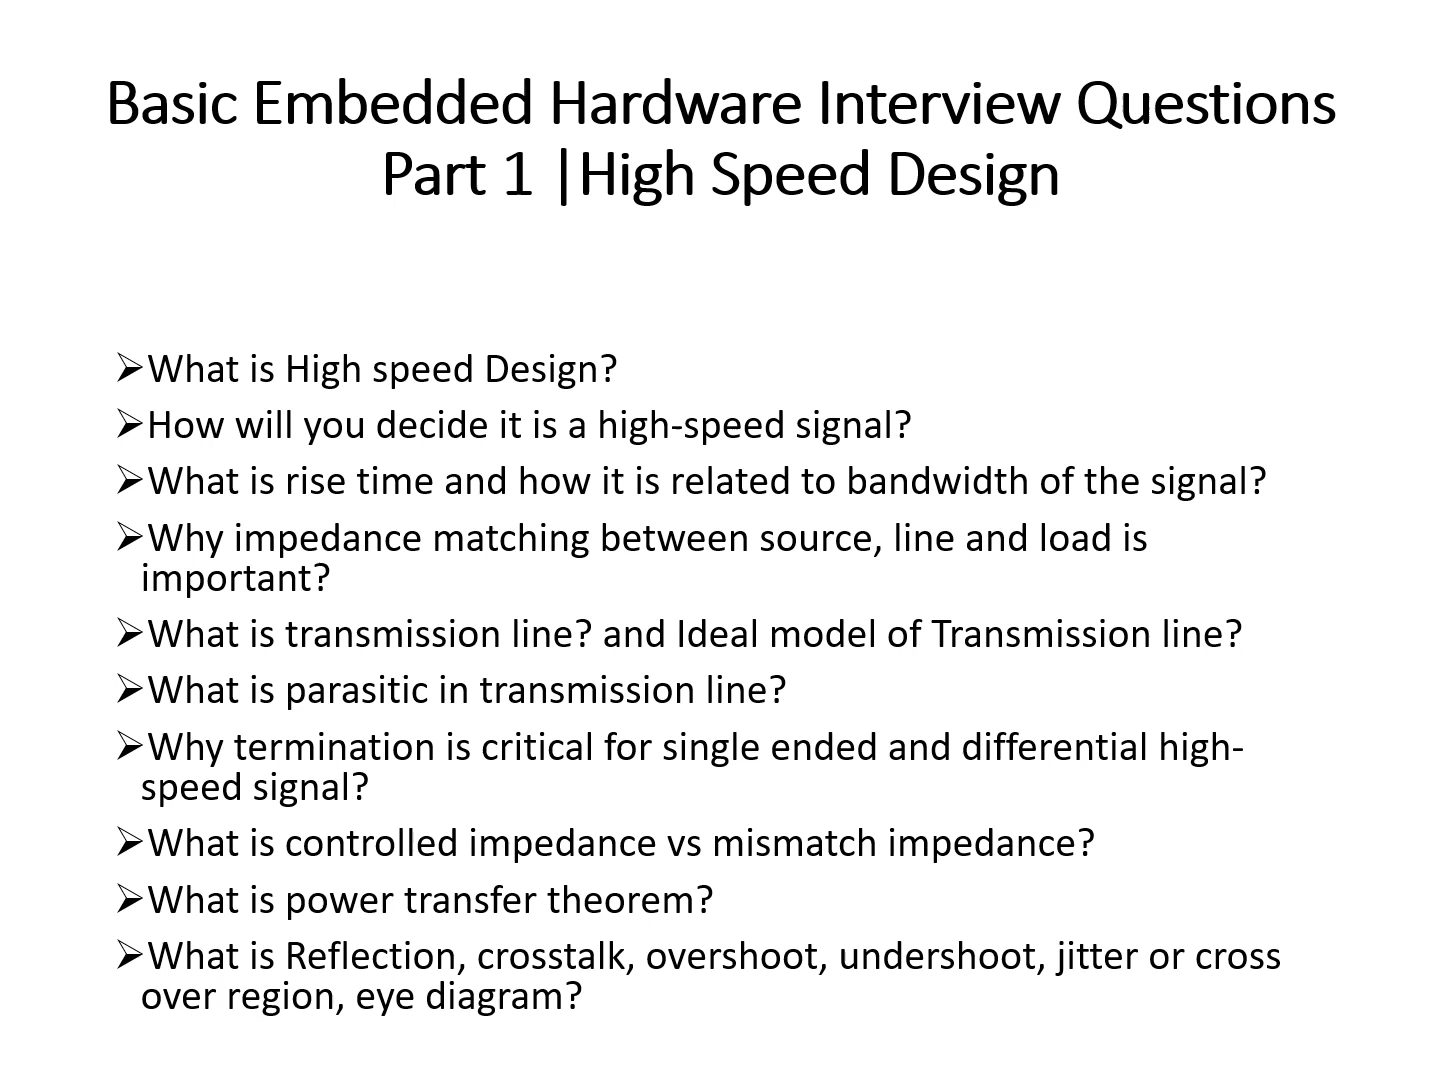 Basic Embedded Hardware Interview Questions
Part 1 |High Speed Design
➢What is High speed Design?
➢How will you decide it is a high-speed signal?
➢What is rise time and how it is related to bandwidth of the signal?
➢Why impedance matching between source, line and load is
important?
➢What is transmission line? and Ideal model of Transmission line?
➢What is parasitic in transmission line?
➢Why termination is critical for single ended and differential high-
speed signal?
➢What is controlled impedance vs mismatch impedance?
➢What is power transfer theorem?
➢What is Reflection, crosstalk, overshoot, undershoot, jitter or cross
over region, eye diagram?